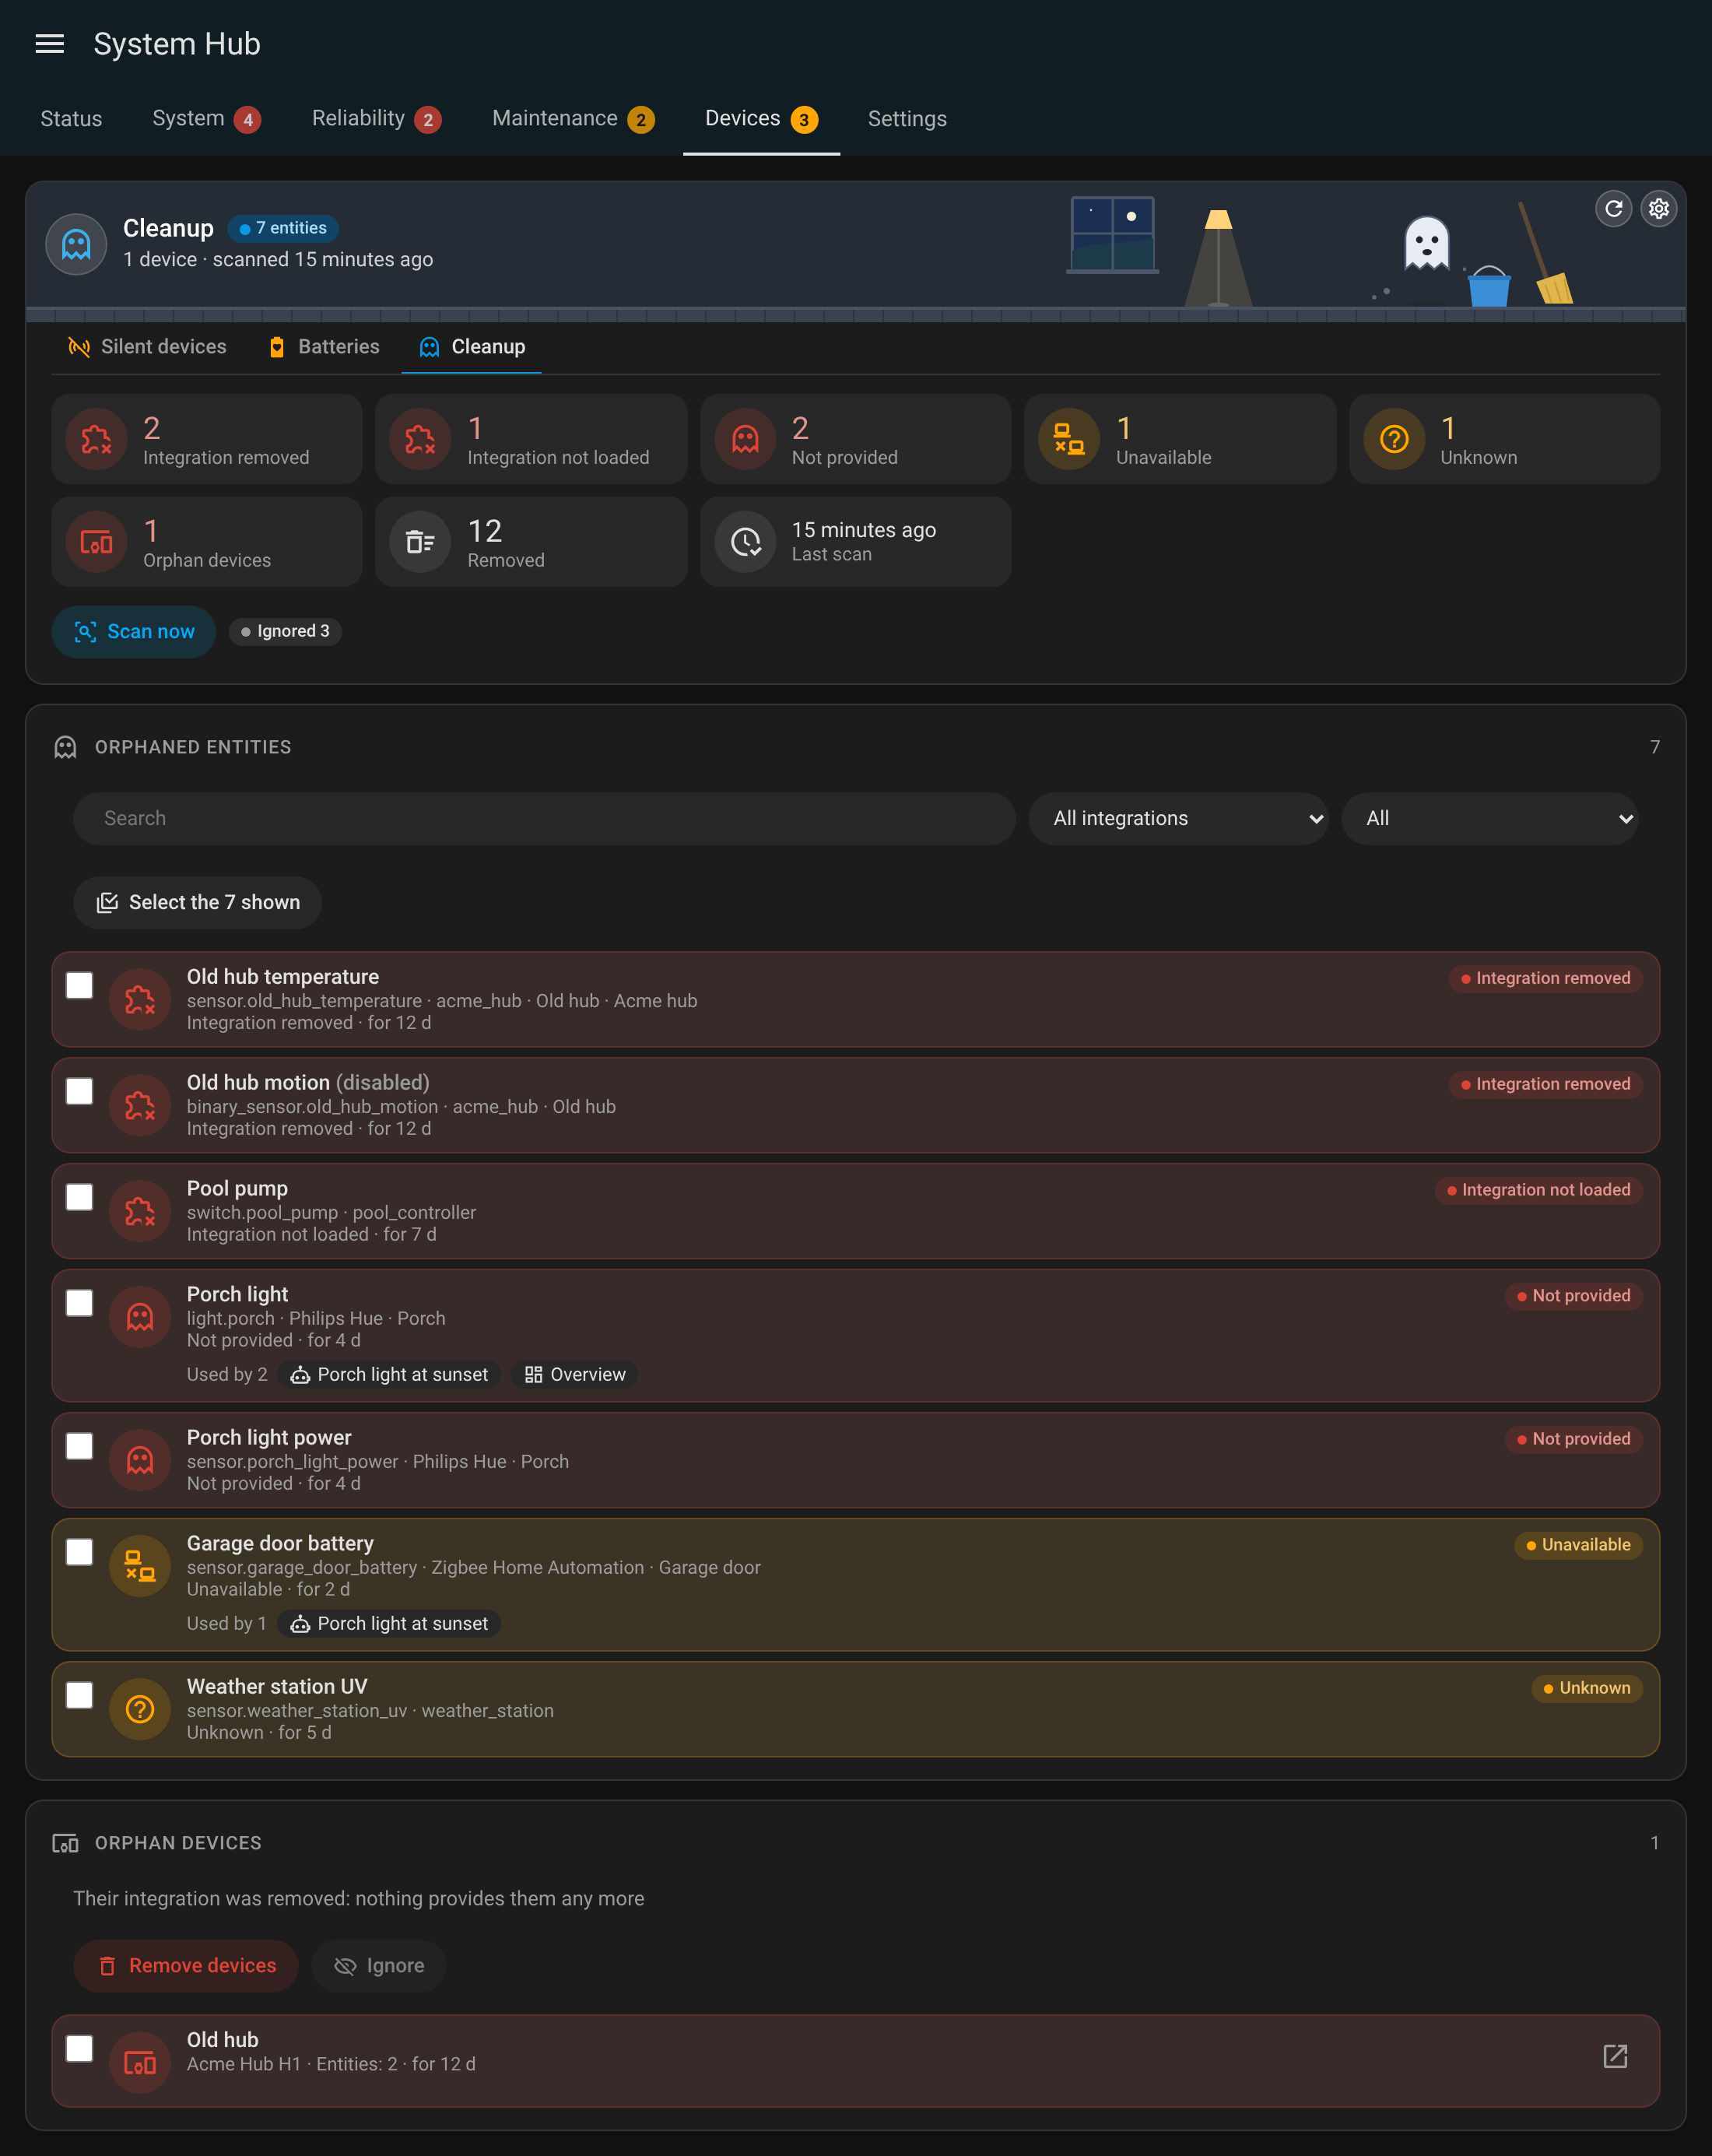 System Hub
Status System 4 Reliability 2 Maintenance 2 Devices 3 Settings
Cleanup 7 entities
1 device · scanned 15 minutes ago
Silent devices Batteries Cleanup
2
Integration removed
1
Integration not loaded
2
Not provided
1
Unavailable
1
Unknown
1
Orphan devices
12
Removed
15 minutes ago
Last scan
Scan now Ignored 3
ORPHANED ENTITIES 7
Search All integrations All
Select the 7 shown
Old hub temperature Integration removed
sensor.old_hub_temperature · acme_hub · Old hub · Acme hub
Integration removed · for 12 d
Old hub motion (disabled) Integration removed
binary_sensor.old_hub_motion · acme_hub · Old hub
Integration removed · for 12 d
Pool pump Integration not loaded
switch.pool_pump · pool_controller
Integration not loaded · for 7 d
Porch light Not provided
light.porch · Philips Hue · Porch
Not provided · for 4 d
Used by 2 Porch light at sunset Overview
Porch light power Not provided
sensor.porch_light_power · Philips Hue · Porch
Not provided · for 4 d
Garage door battery Unavailable
sensor.garage_door_battery · Zigbee Home Automation · Garage door
Unavailable · for 2 d
Used by 1 Porch light at sunset
Weather station UV Unknown
sensor.weather_station_uv · weather_station
Unknown · for 5 d
ORPHAN DEVICES 1
Their integration was removed: nothing provides them any more
Remove devices Ignore
Old hub
Acme Hub H1 · Entities: 2 · for 12 d